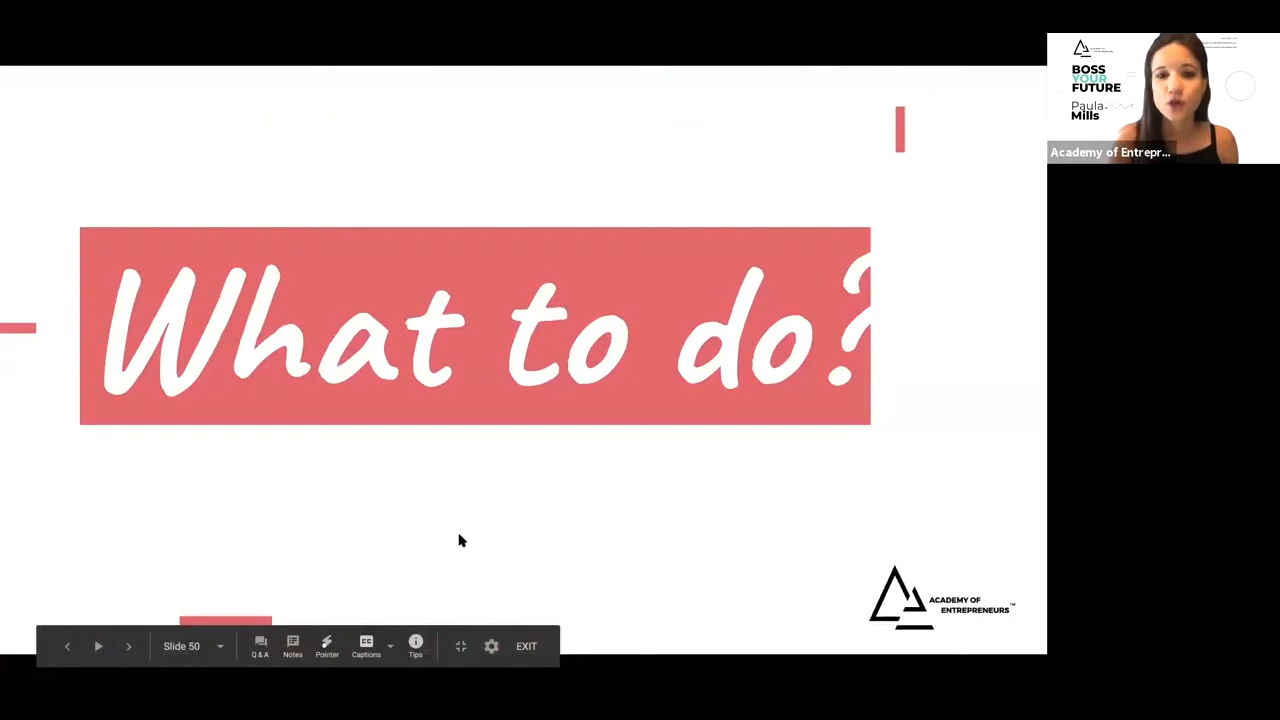 What to do?
ACADEMY OF
ENTREPRENEURS
TM
BOSS
YOUR
FUTURE
Paula
Mills
Academy of Entrepr...
Slide 50
Q & A
Notes
Pointer
Captions
Tips
EXIT